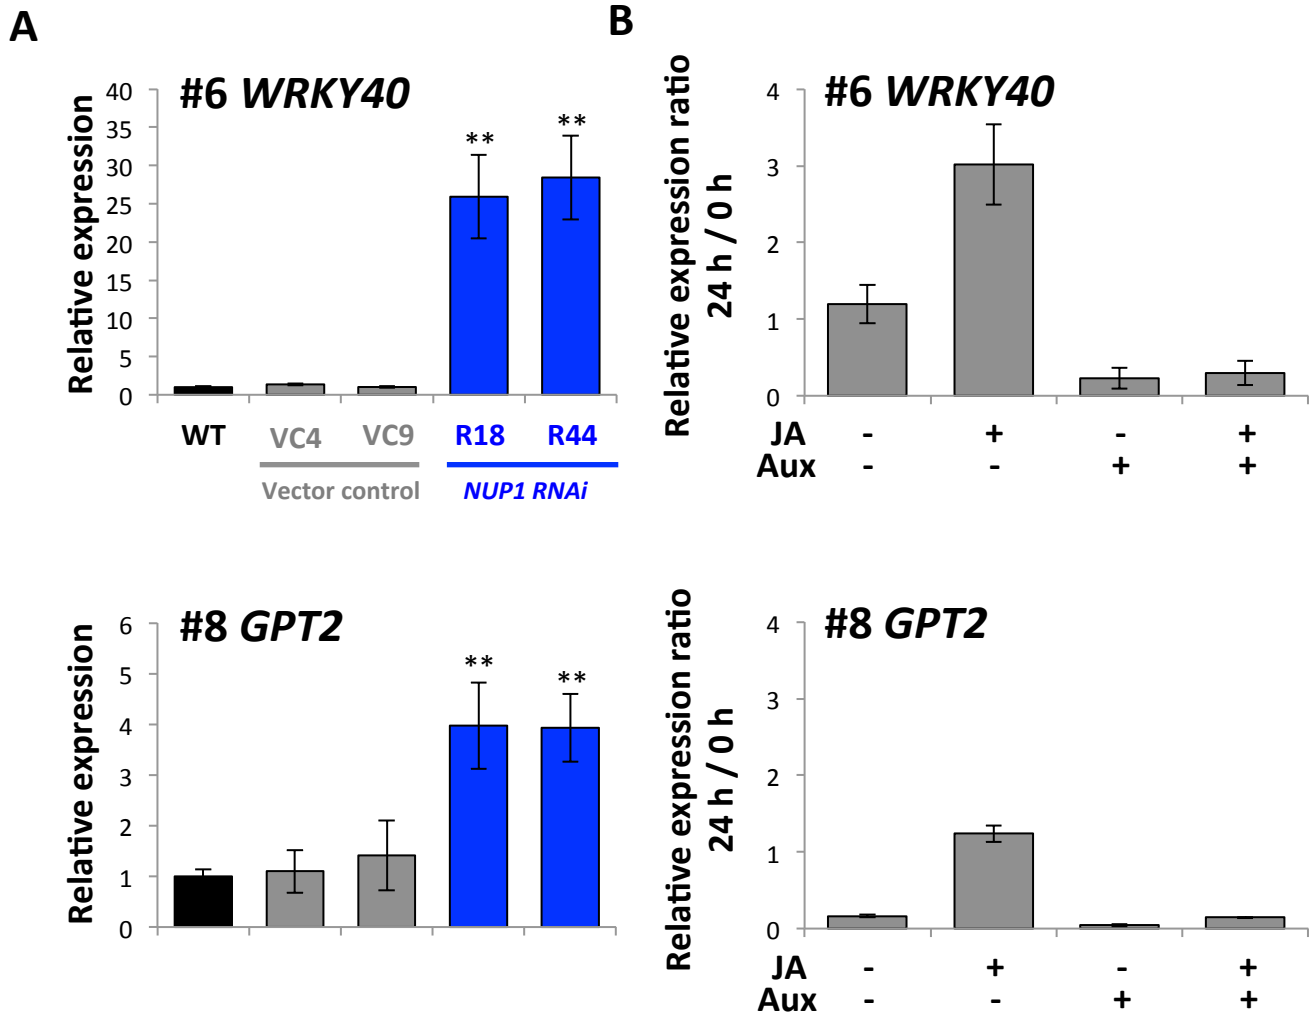 A
#6 WRKY40
Relative expression
40
35
30
25
20
15
10
5
0
** **
WT VC4 VC9 R18 R44
Vector control NUP1 RNAi
#8 GPT2
Relative expression
6
5
4
3
2
1
0
** **
B
#6 WRKY40
Relative expression ratio
24 h / 0 h
4
3
2
1
0
JA - + - +
Aux - - + +
#8 GPT2
Relative expression ratio
24 h / 0 h
4
3
2
1
0
JA - + - +
Aux - - + +